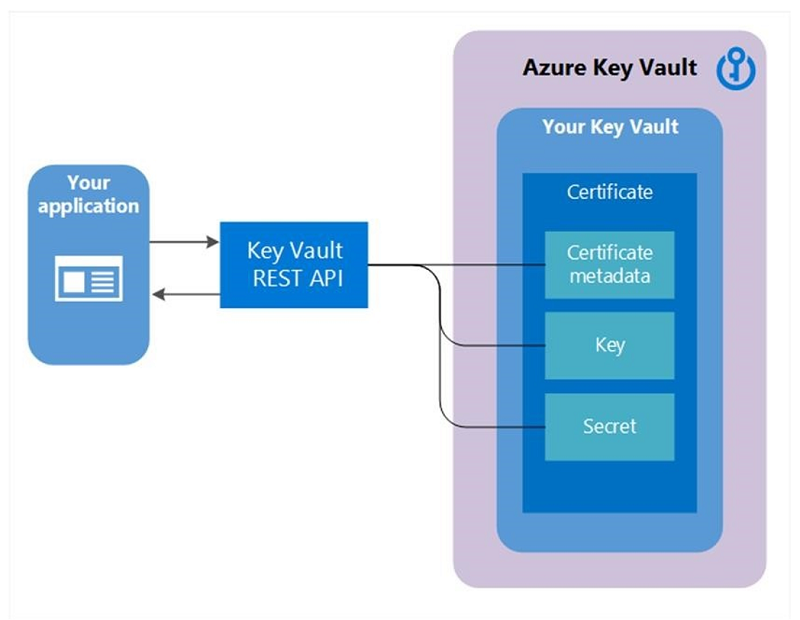 Azure Key Vault
Your Key Vault
Your
application
Key Vault
REST API
Certificate
Certificate
metadata
Key
Secret